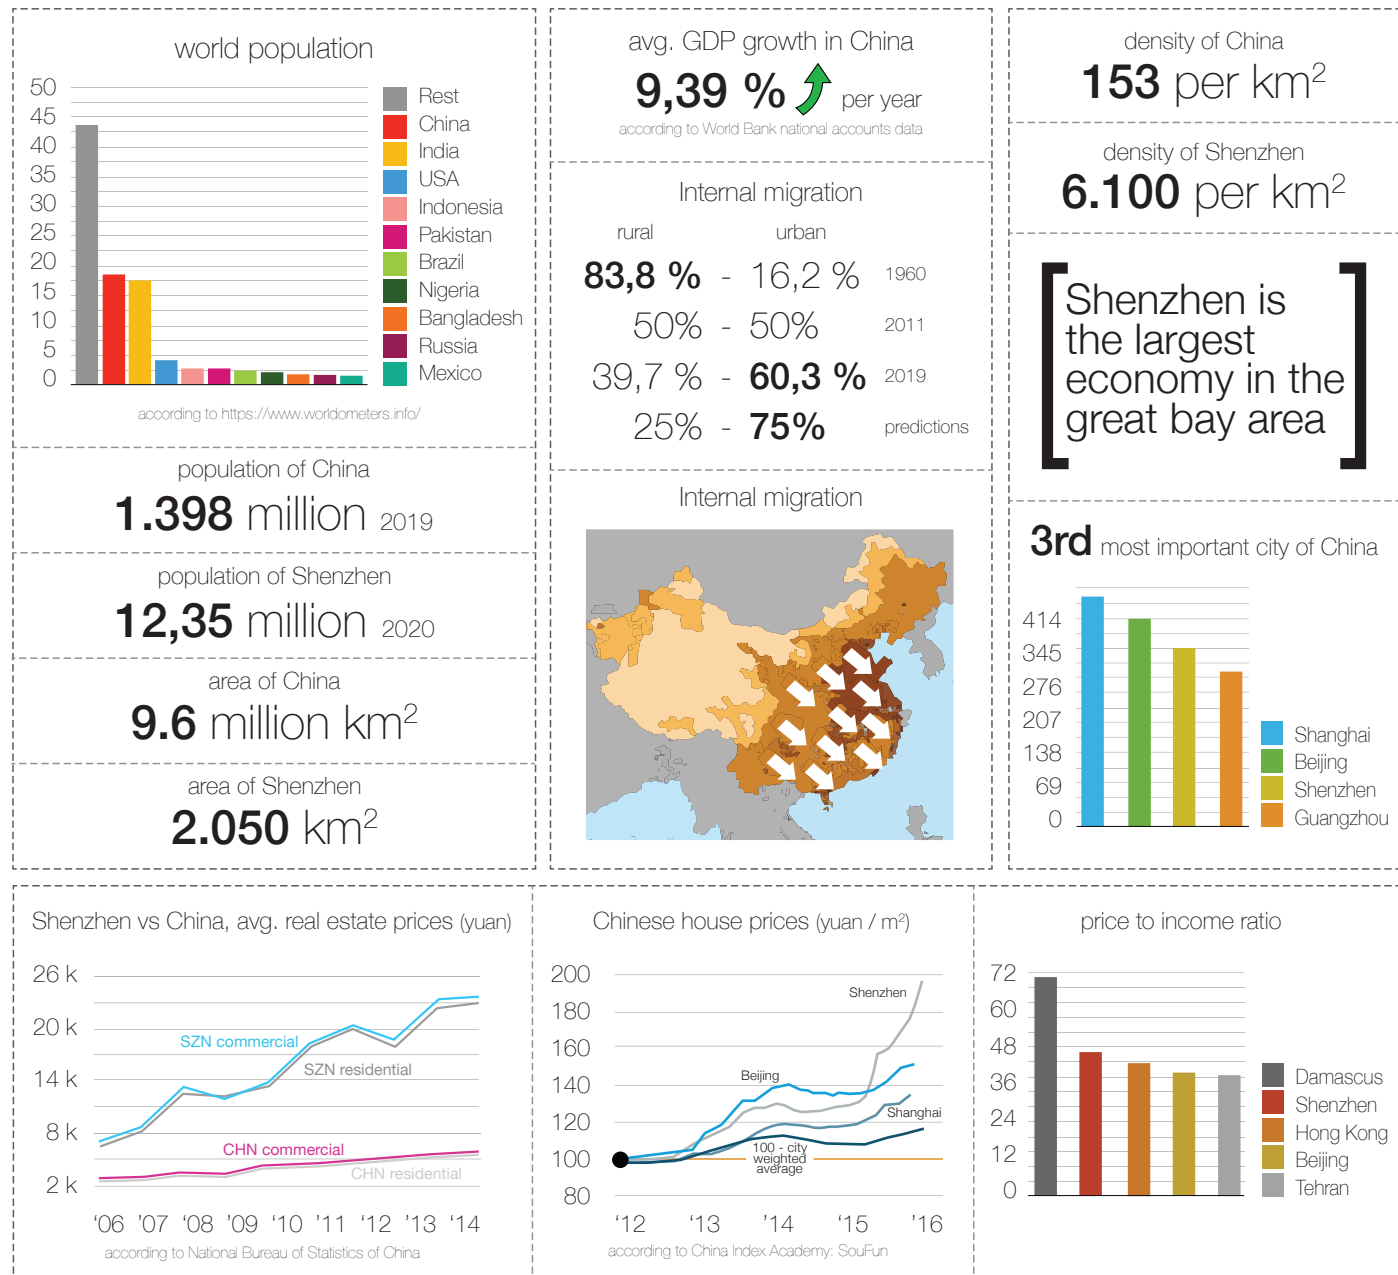 world population
50
45
40
35
30
25
20
15
10
5
0
Rest
China
India
USA
Indonesia
Pakistan
Brazil
Nigeria
Bangladesh
Russia
Mexico
according to https://www.worldometers.info/
population of China
1.398 million 2019
population of Shenzhen
12,35 million 2020
area of China
9.6 million km²
area of Shenzhen
2.050 km²
avg. GDP growth in China
9,39 % per year
according to World Bank national accounts data
Internal migration
rural urban
83,8 % - 16,2 % 1960
50% - 50% 2011
39,7 % - 60,3 % 2019
25% - 75% predictions
Internal migration
density of China
153 per km²
density of Shenzhen
6.100 per km²
Shenzhen is
the largest
economy in the
great bay area
3rd most important city of China
414
345
276
207
138
69
0
Shanghai
Beijing
Shenzhen
Guangzhou
Shenzhen vs China, avg. real estate prices (yuan)
26 k
20 k
14 k
8 k
2 k
SZN commercial
SZN residential
CHN commercial
CHN residential
‘06 ‘07 ‘08 ‘09 ‘10 ‘11 ‘12 ‘13 ‘14
according to National Bureau of Statistics of China
Chinese house prices (yuan / m²)
200
180
160
140
120
100
80
Shenzhen
Beijing
Shanghai
100 - city
weighted
average
‘12 ‘13 ‘14 ‘15 ‘16
according to China Index Academy: SouFun
price to income ratio
72
60
48
36
24
12
0
Damascus
Shenzhen
Hong Kong
Beijing
Tehran